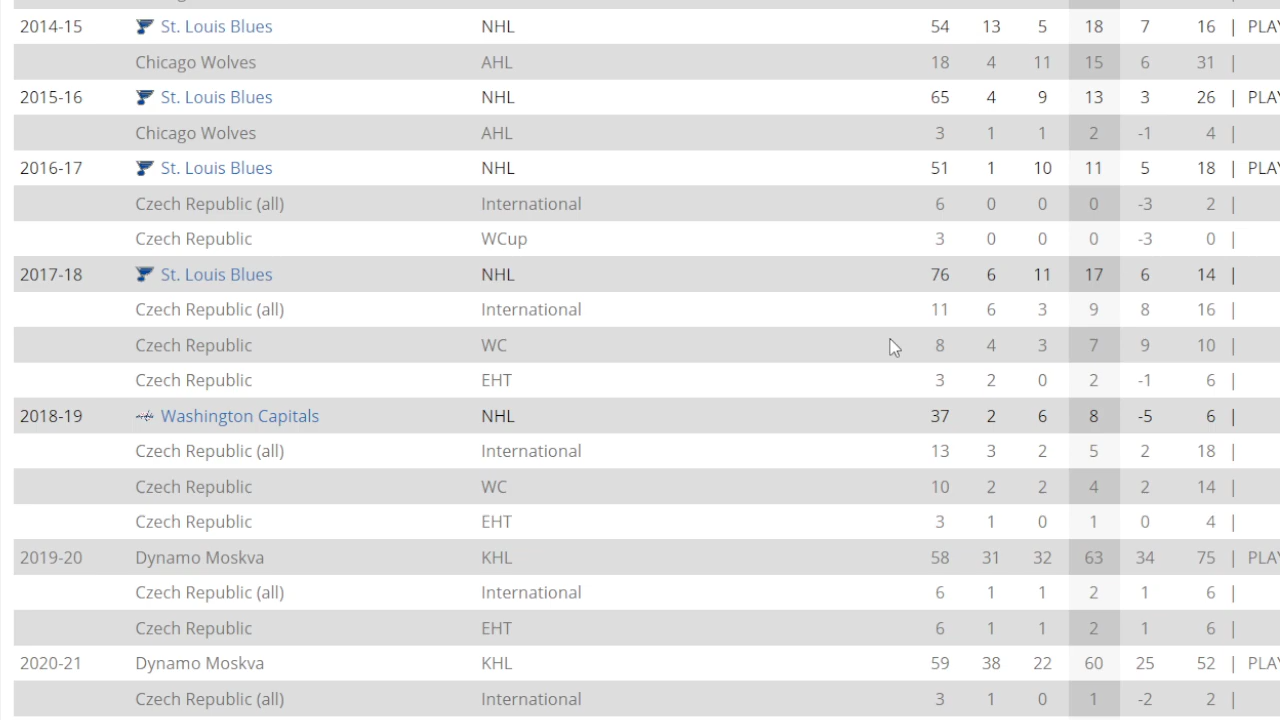 2014-15 St. Louis Blues NHL 54 13 5 18 7 16 | PLAY
Chicago Wolves AHL 18 4 11 15 6 31 |
2015-16 St. Louis Blues NHL 65 4 9 13 3 26 | PLAY
Chicago Wolves AHL 3 1 1 2 -1 4 |
2016-17 St. Louis Blues NHL 51 1 10 11 5 18 | PLAY
Czech Republic (all) International 6 0 0 0 -3 2 |
Czech Republic WCup 3 0 0 0 -3 0 |
2017-18 St. Louis Blues NHL 76 6 11 17 6 14 |
Czech Republic (all) International 11 6 3 9 8 16 |
Czech Republic WC 8 4 3 7 9 10 |
Czech Republic EHT 3 2 0 2 -1 6 |
2018-19 Washington Capitals NHL 37 2 6 8 -5 6 |
Czech Republic (all) International 13 3 2 5 2 18 |
Czech Republic WC 10 2 2 4 2 14 |
Czech Republic EHT 3 1 0 1 0 4 |
2019-20 Dynamo Moskva KHL 58 31 32 63 34 75 | PLAY
Czech Republic (all) International 6 1 1 2 1 6 |
Czech Republic EHT 6 1 1 2 1 6 |
2020-21 Dynamo Moskva KHL 59 38 22 60 25 52 | PLAY
Czech Republic (all) International 3 1 0 1 -2 2 |